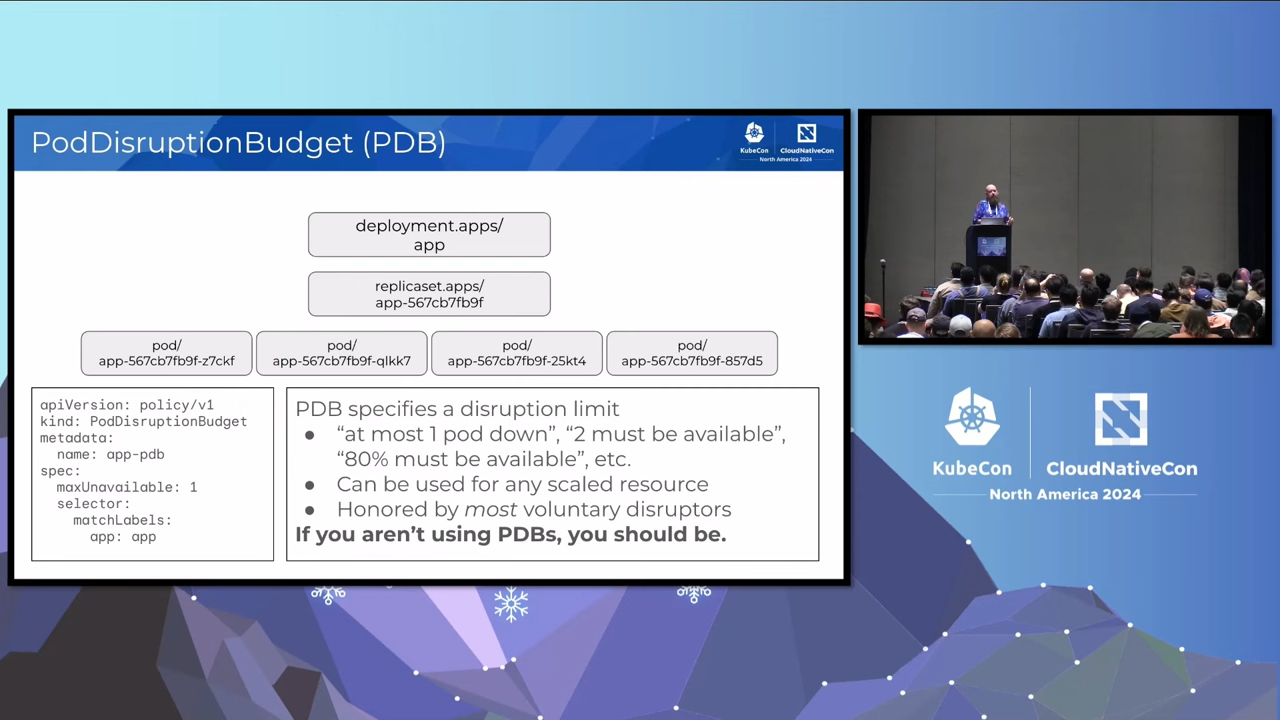 PodDisruptionBudget (PDB)
KubeCon
CloudNativeCon
North America 2024
deployment.apps/
app
replicaset.apps/
app-567cb7fb9f
pod/
app-567cb7fb9f-z7ckf
pod/
app-567cb7fb9f-qlkk7
pod/
app-567cb7fb9f-25kt4
pod/
app-567cb7fb9f-857d5
apiVersion: policy/v1
kind: PodDisruptionBudget
metadata:
  name: app-pdb
spec:
  maxUnavailable: 1
  selector:
    matchLabels:
      app: app
PDB specifies a disruption limit
● “at most 1 pod down”, “2 must be available”,
“80% must be available”, etc.
● Can be used for any scaled resource
● Honored by most voluntary disruptors
If you aren’t using PDBs, you should be.
KubeCon
CloudNativeCon
North America 2024